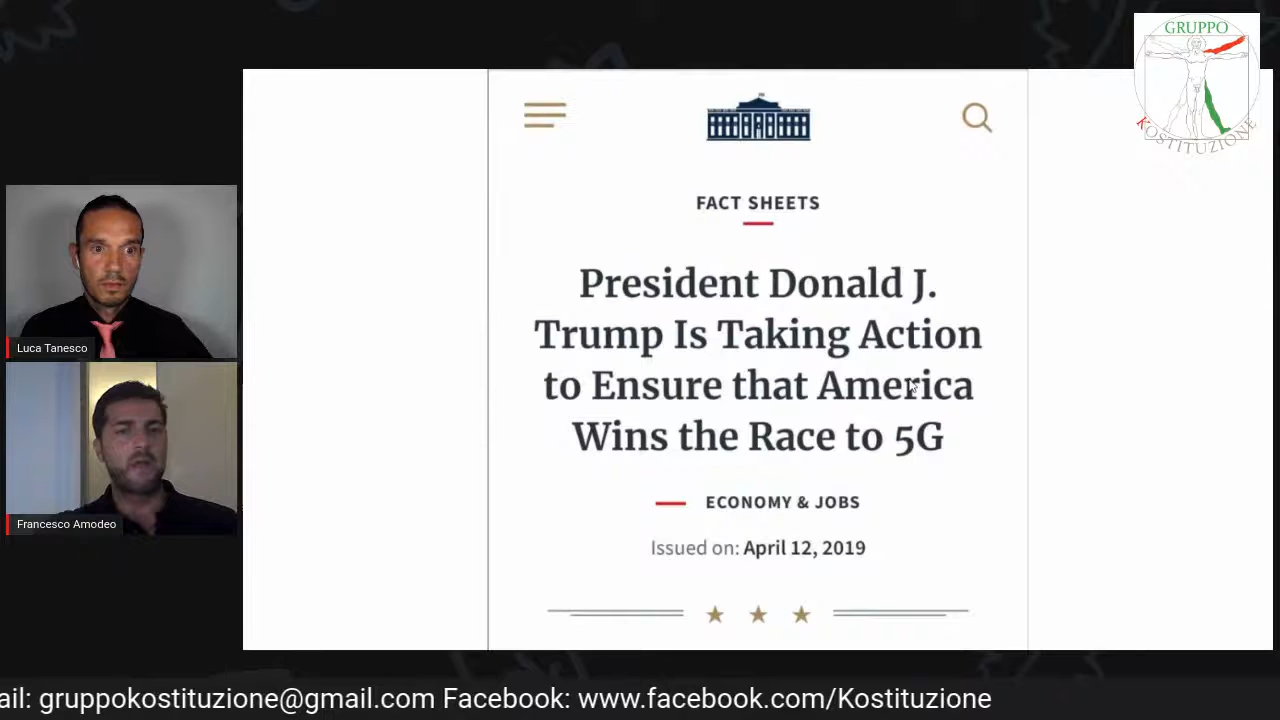 GRUPPO
KOSTITUZIONE
FACT SHEETS
President Donald J.
Trump Is Taking Action
to Ensure that America
Wins the Race to 5G
ECONOMY & JOBS
Issued on: April 12, 2019
Luca Tanesco
Francesco Amodeo
ail: gruppokostituzione@gmail.com Facebook: www.facebook.com/Kostituzione